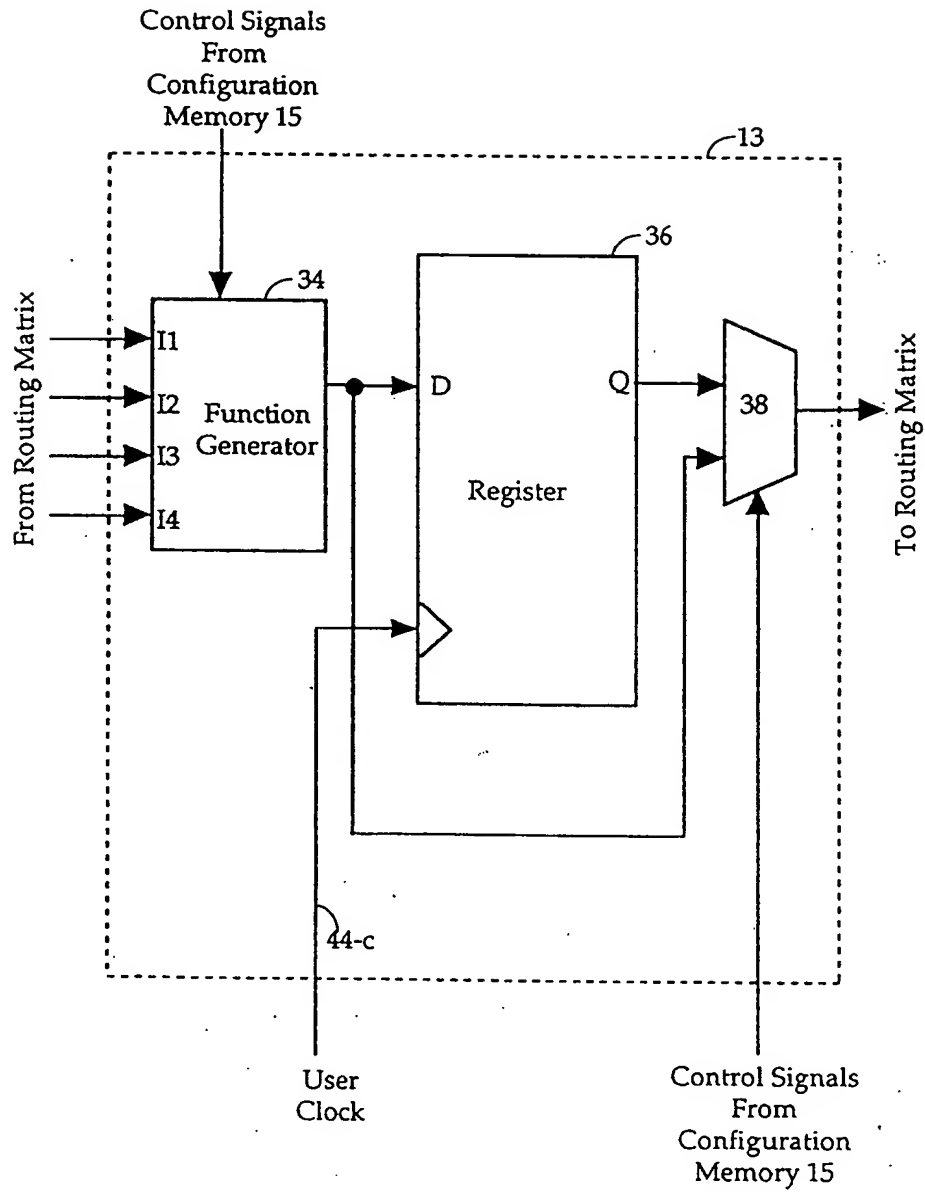 Control Signals
From
Configuration
Memory 15
13
36
34
From Routing Matrix
I1
I2
I3
I4
Function
Generator
D
Q
Register
38
To Routing Matrix
44-c
User
Clock
Control Signals
From
Configuration
Memory 15